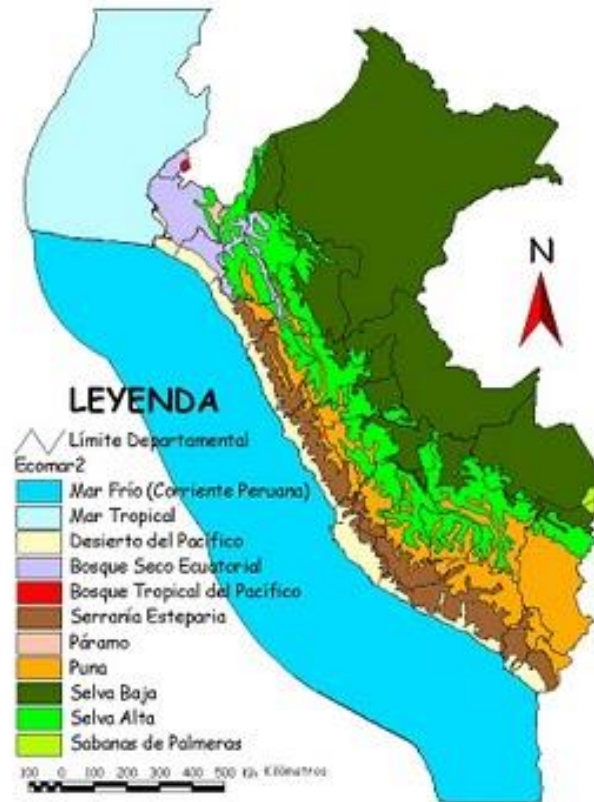 N
LEYENDA
Límite Departamental
Ecomar2
Mar Frío (Corriente Peruana)
Mar Tropical
Desierto del Pacífico
Bosque Seco Ecuatorial
Bosque Tropical del Pacífico
Serranía Esteparia
Páramo
Puna
Selva Baja
Selva Alta
Sabanas de Palmeras
100 0 100 200 300 400 500 Kilómetros